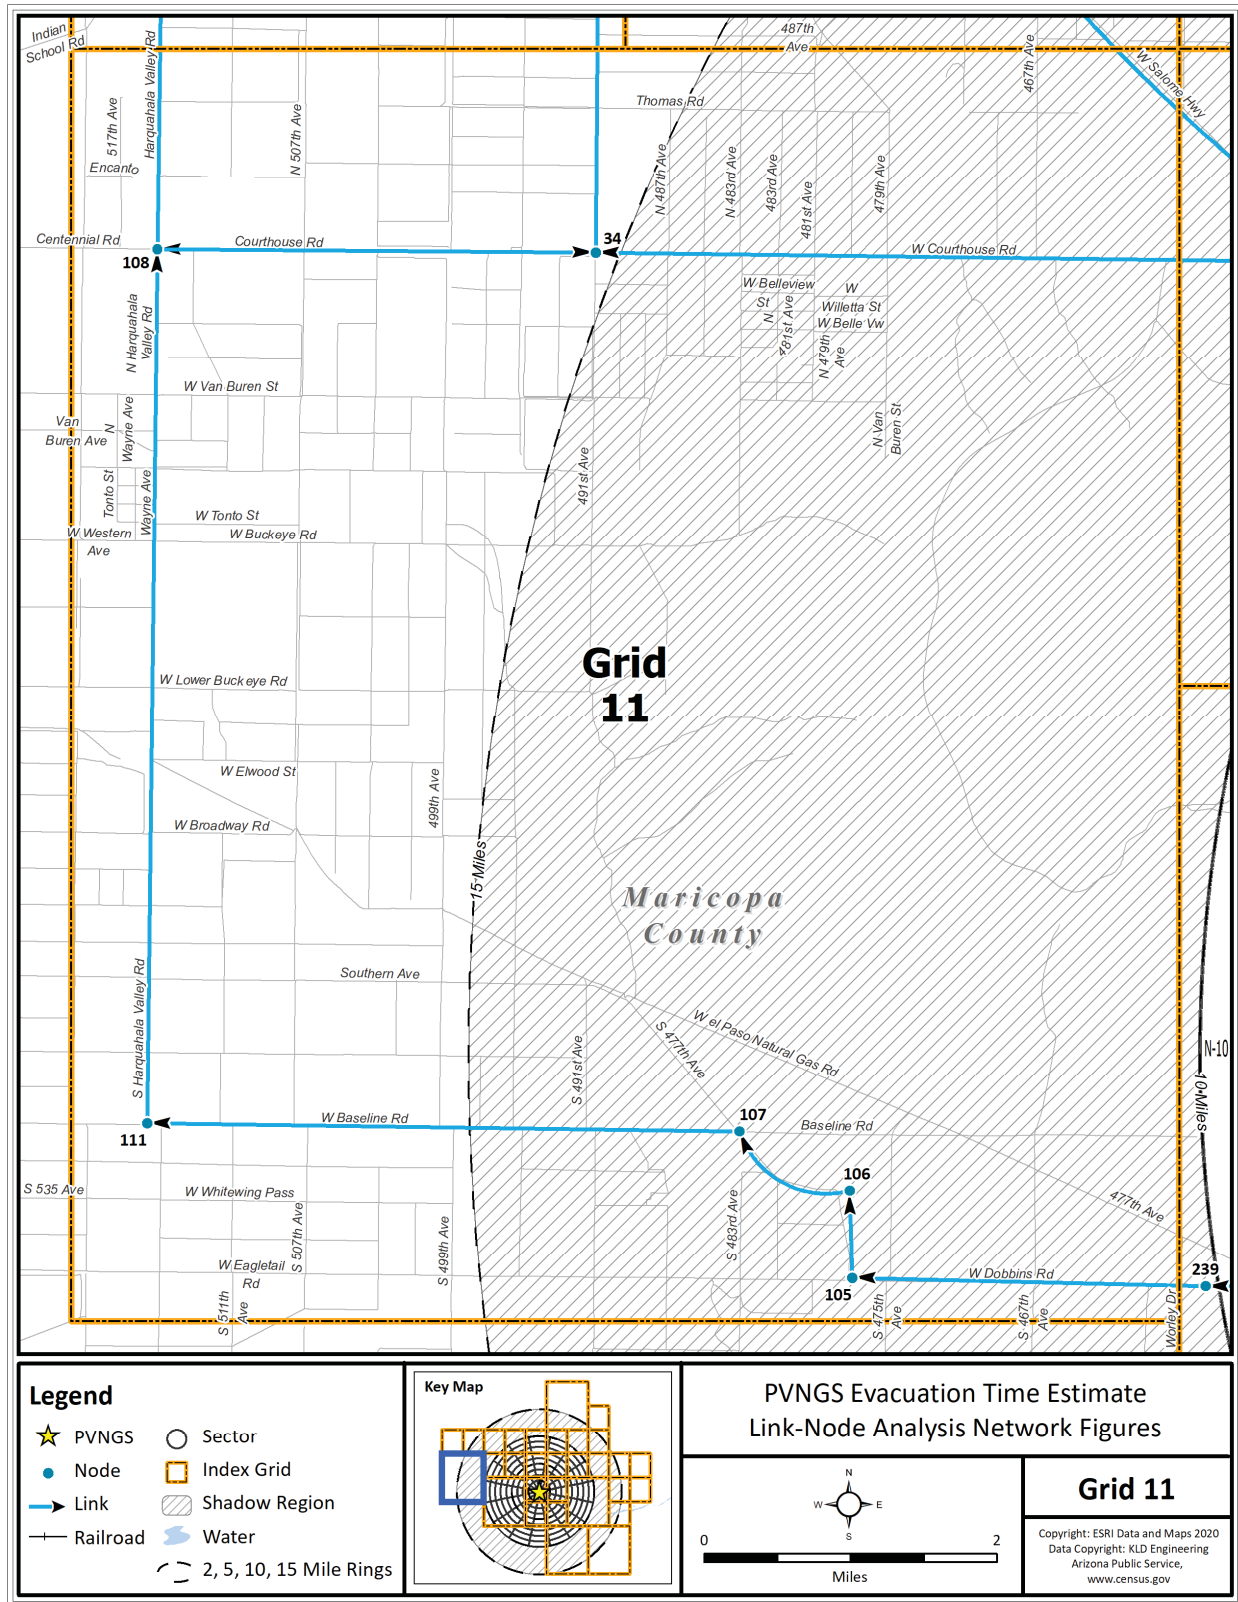 Indian
School Rd
Harquahala Valley Rd
487th
Ave
467th Ave
W Salome Hwy
517th Ave
N 507th Ave
Thomas Rd
Encanto
N 487th Ave
N 483rd Ave
483rd Ave
481st Ave
479th Ave
Centennial Rd
Courthouse Rd
34
W Courthouse Rd
108
N Harquahala
Valley Rd
W Belleview
St
N
481st Ave
W
Willetta St
W Belle Vw
N 479th
Ave
W Van Buren St
Van
Buren Ave
N
Wayne Ave
N Van
Buren St
491st Ave
Tonto St
Wayne Ave
W Tonto St
W Western
Ave
W Buckeye Rd
Grid
11
W Lower Buckeye Rd
W Elwood St
499th Ave
W Broadway Rd
15 Miles
Maricopa
County
Southern Ave
S Harquahala Valley Rd
S 491st Ave
S 477th Ave
W el Paso Natural Gas Rd
N-10
10 Miles
W Baseline Rd
107
Baseline Rd
111
106
S 535 Ave
W Whitewing Pass
S 507th Ave
S 499th Ave
S 483rd Ave
477th Ave
W Eagletail
Rd
W Dobbins Rd
239
105
S 511th
Ave
S 475th
Ave
S 467th
Ave
Worley Dr
Legend
PVNGS
Sector
Node
Index Grid
Link
Shadow Region
Railroad
Water
2, 5, 10, 15 Mile Rings
Key Map
PVNGS Evacuation Time Estimate
Link-Node Analysis Network Figures
N
W E
S
0 2
Miles
Grid 11
Copyright: ESRI Data and Maps 2020
Data Copyright: KLD Engineering
Arizona Public Service,
www.census.gov